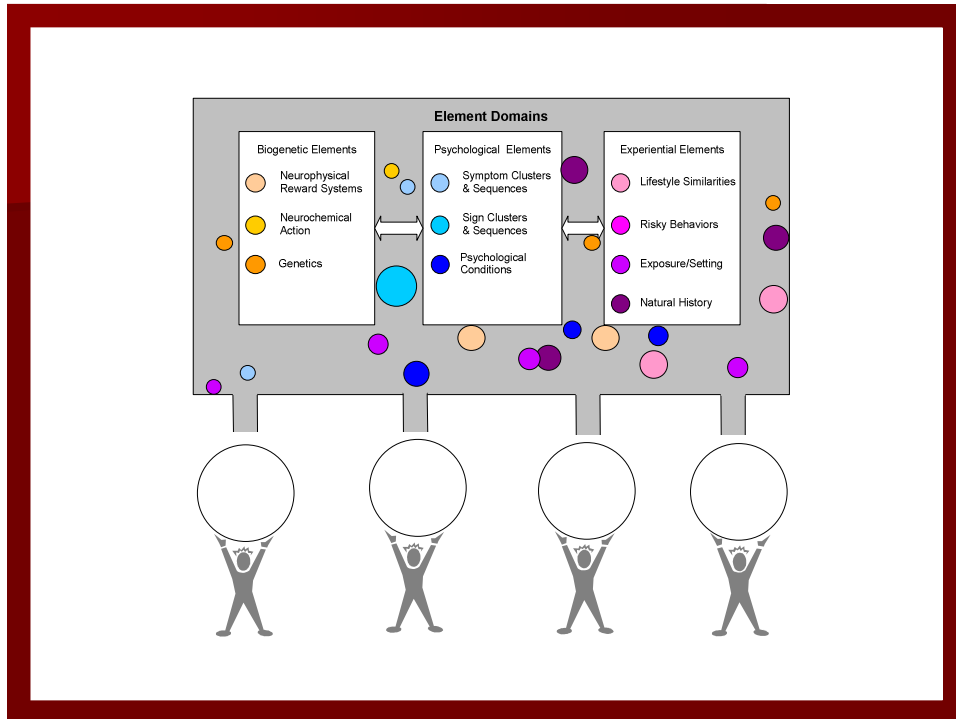 Element Domains
Biogenetic Elements
Neurophysical
Reward Systems
Neurochemical
Action
Genetics
Psychological Elements
Symptom Clusters
& Sequences
Sign Clusters
& Sequences
Psychological
Conditions
Experiential Elements
Lifestyle Similarities
Risky Behaviors
Exposure/Setting
Natural History